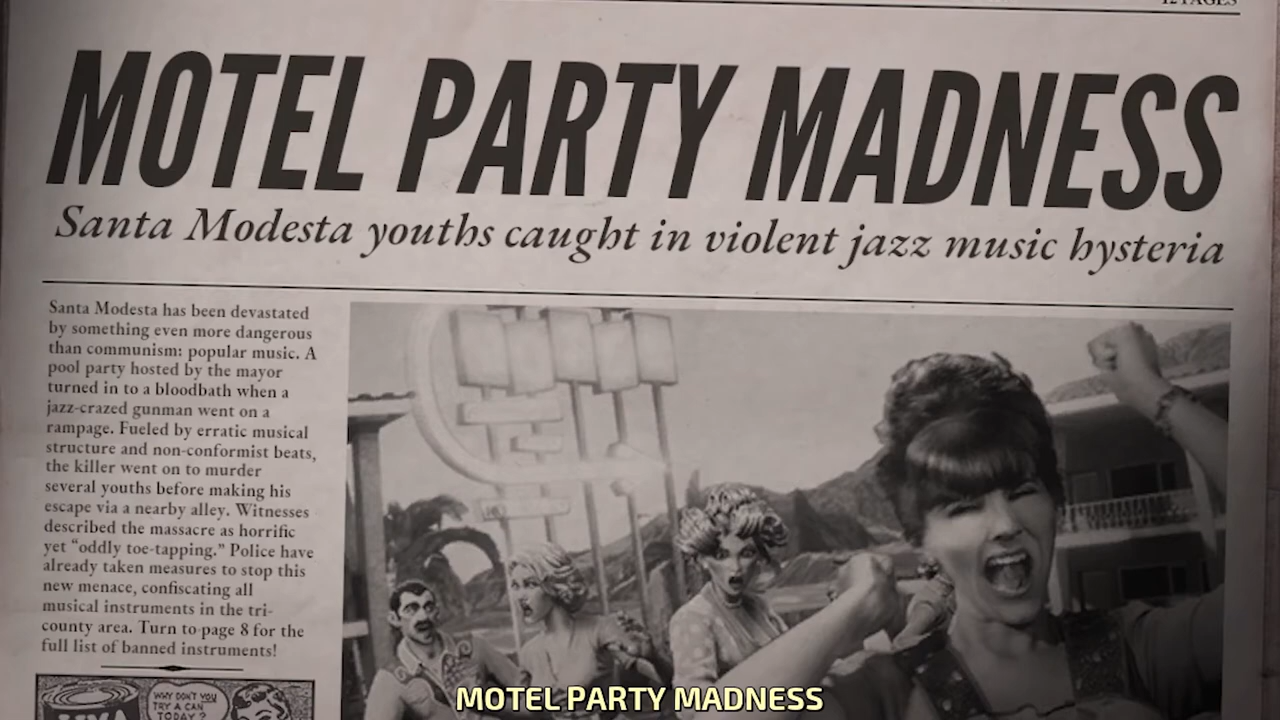 12 PAGES
MOTEL PARTY MADNESS
Santa Modesta youths caught in violent jazz music hysteria
Santa Modesta has been devastated
by something even more dangerous
than communism: popular music. A
pool party hosted by the mayor
turned in to a bloodbath when a
jazz-crazed gunman went on a
rampage. Fueled by erratic musical
structure and non-conformist beats,
the killer went on to murder
several youths before making his
escape via a nearby alley. Witnesses
described the massacre as horrific
yet “oddly toe-tapping.” Police have
already taken measures to stop this
new menace, confiscating all
musical instruments in the tri-
county area. Turn to page 8 for the
full list of banned instruments!
WHY DON'T YOU
TRY A CAN
TODAY?
MOTEL PARTY MADNESS